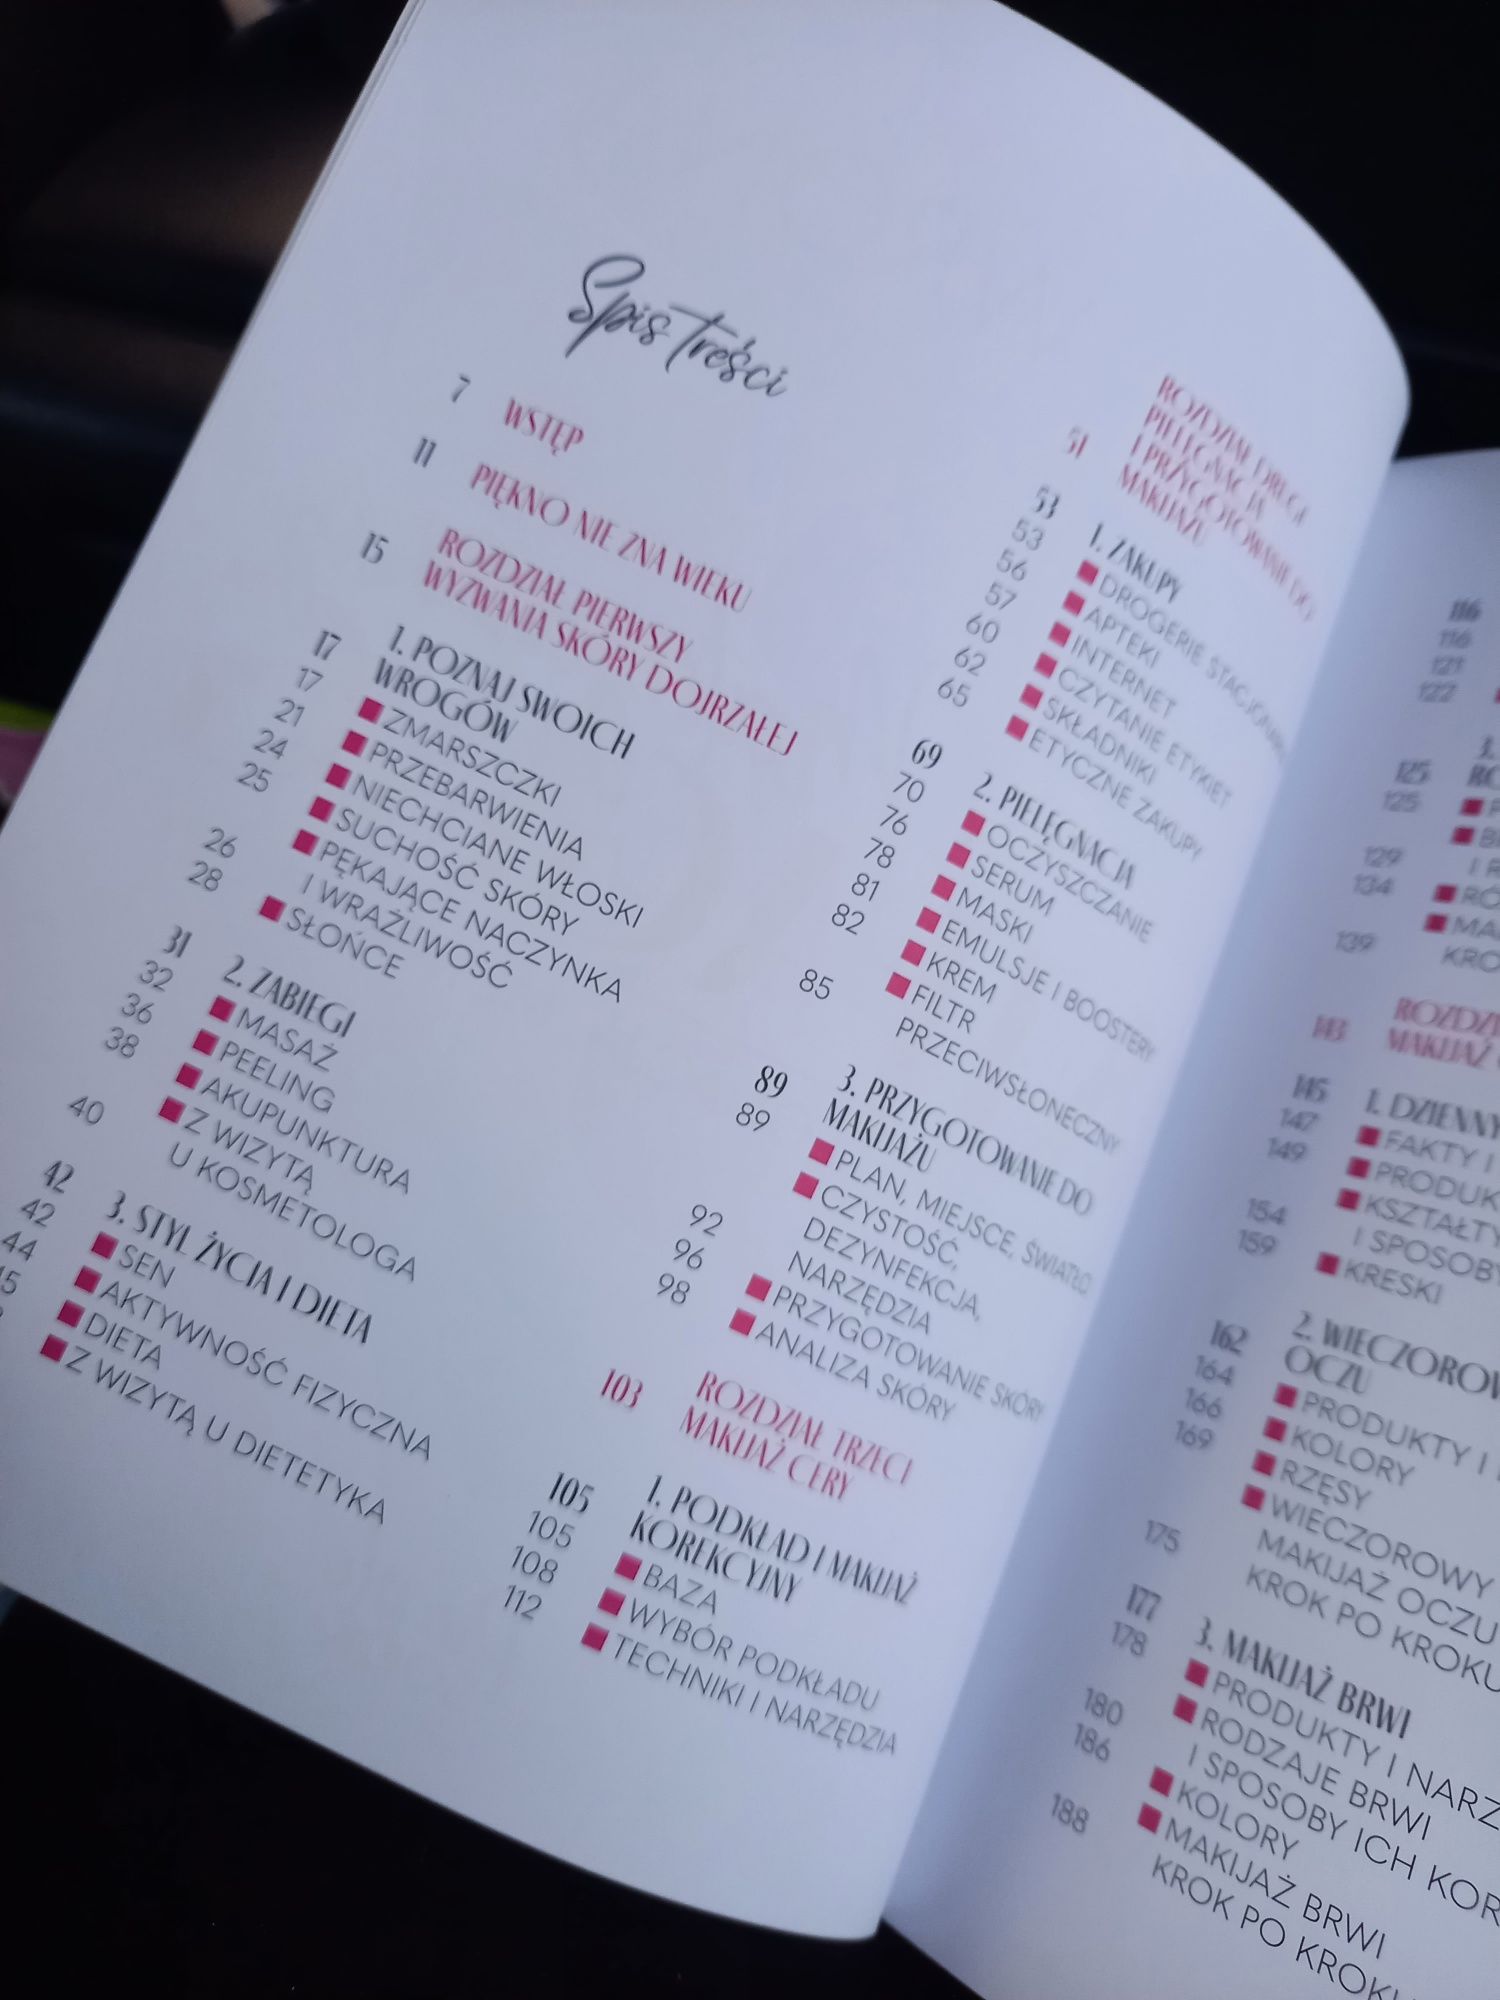 Spis treści
7 WSTĘP
11 PIĘKNO NIE ZNA WIEKU
15 ROZDZIAŁ PIERWSZY
WYZWANIA SKÓRY DOJRZAŁEJ
17 1. POZNAJ SWOICH
WROGÓW
17 ZMARSZCZKI
21 PRZEBARWIENIA
24 NIECHCIANE WŁOSKI
25 SUCHOŚĆ SKÓRY
26 PĘKAJĄCE NACZYNKA
I WRAŻLIWOŚĆ
28 SŁOŃCE
31 2. ZABIEGI
32 MASAŻ
36 PEELING
38 AKUPUNKTURA
40 Z WIZYTĄ
U KOSMETOLOGA
42 3. STYL ŻYCIA I DIETA
42 SEN
44 AKTYWNOŚĆ FIZYCZNA
DIETA
Z WIZYTĄ U DIETETYKA
51 ROZDZIAŁ DRUGI
PIELĘGNACJA
I PRZYGOTOWANIE DO
MAKIJAŻU
53 1. ZAKUPY
53 DROGERIE STACJONARNE
56 APTEKI
57 INTERNET
60 CZYTANIE ETYKIET
62 SKŁADNIKI
65 ETYCZNE ZAKUPY
69 2. PIELĘGNACJA
70 OCZYSZCZANIE
76 SERUM
78 MASKI
81 EMULSJE I BOOSTERY
82 KREM
85 FILTR
PRZECIWSŁONECZNY
89 3. PRZYGOTOWANIE DO
MAKIJAŻU
89 PLAN, MIEJSCE, ŚWIATŁO
92 CZYSTOŚĆ,
DEZYNFEKCJA,
NARZĘDZIA
96 PRZYGOTOWANIE SKÓRY
98 ANALIZA SKÓRY
103 ROZDZIAŁ TRZECI
MAKIJAŻ CERY
105 1. PODKŁAD I MAKIJAŻ
KOREKCYJNY
105 BAZA
108 WYBÓR PODKŁADU
112 TECHNIKI I NARZĘDZIA
116
116
121
122
125 3.
125
129
134
139 KRO
143
MAKIJAŻ
145 1. DZIENNY
147 FAKTY I
149 PRODUK
154 KSZTAŁTY
I SPOSOBY
159 KRESKI
162 2. WIECZOROW
OCZU
164 PRODUKTY I
166 KOLORY
169 RZĘSY
175 WIECZOROWY
MAKIJAŻ OCZU
KROK PO KROKU
177 3. MAKIJAŻ BRWI
178 PRODUKTY I NARZ
180 RODZAJE BRWI
I SPOSOBY ICH KOR
186 KOLORY
188 MAKIJAŻ BRWI
KROK PO KROKU